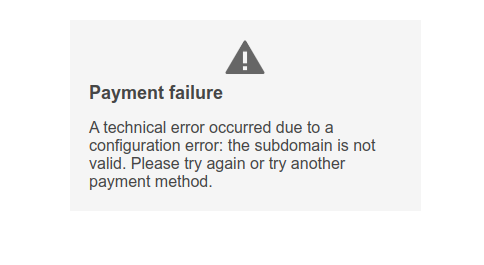 Payment failure
A technical error occurred due to a
configuration error: the subdomain is not
valid. Please try again or try another
payment method.